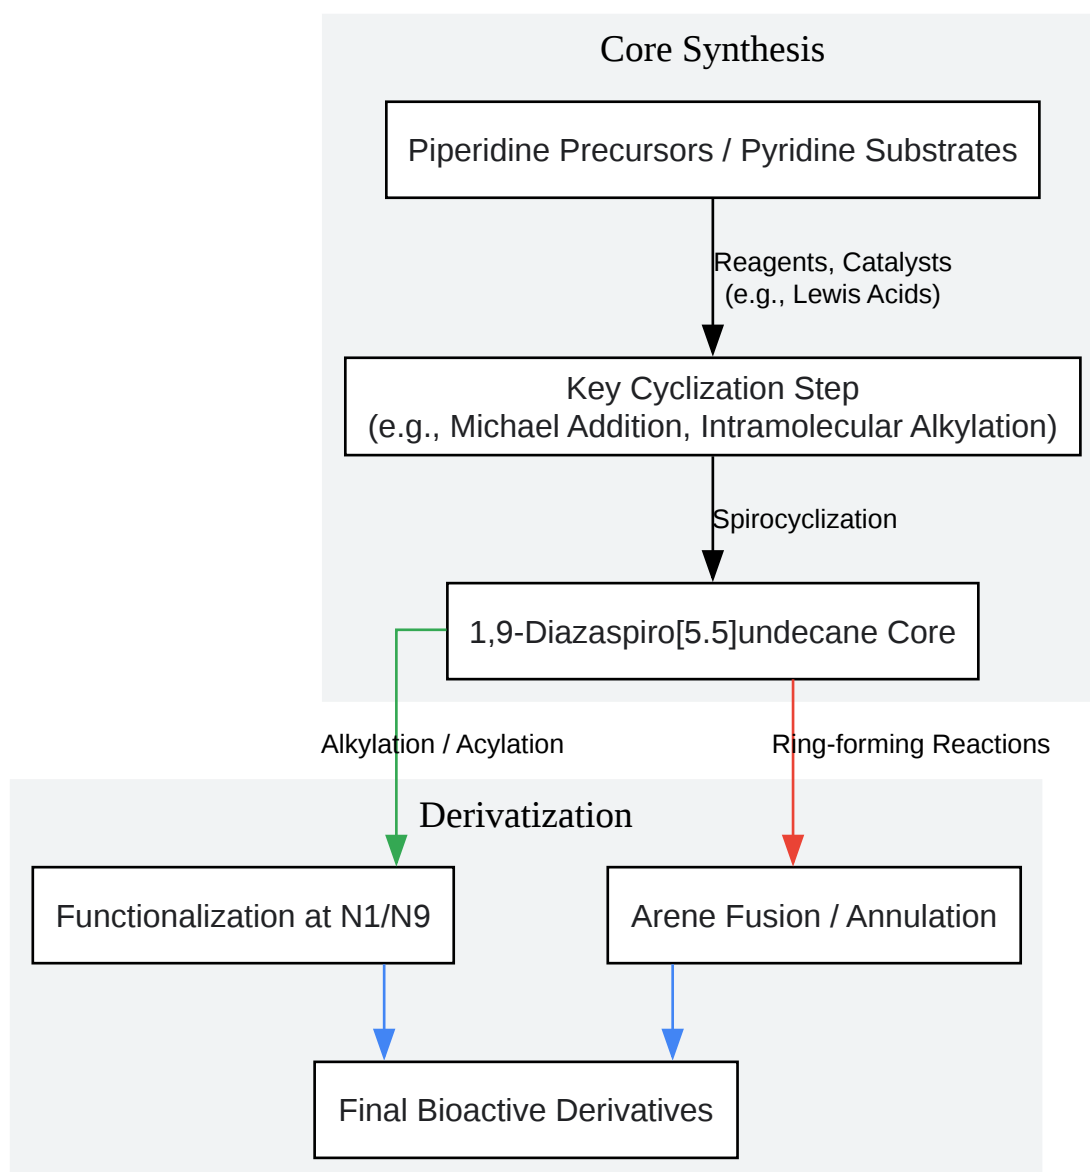 Core Synthesis
Piperidine Precursors / Pyridine Substrates
Reagents, Catalysts
(e.g., Lewis Acids)
Key Cyclization Step
(e.g., Michael Addition, Intramolecular Alkylation)
Spirocyclization
1,9-Diazaspiro[5.5]undecane Core
Alkylation / Acylation
Ring-forming Reactions
Derivatization
Functionalization at N1/N9
Arene Fusion / Annulation
Final Bioactive Derivatives